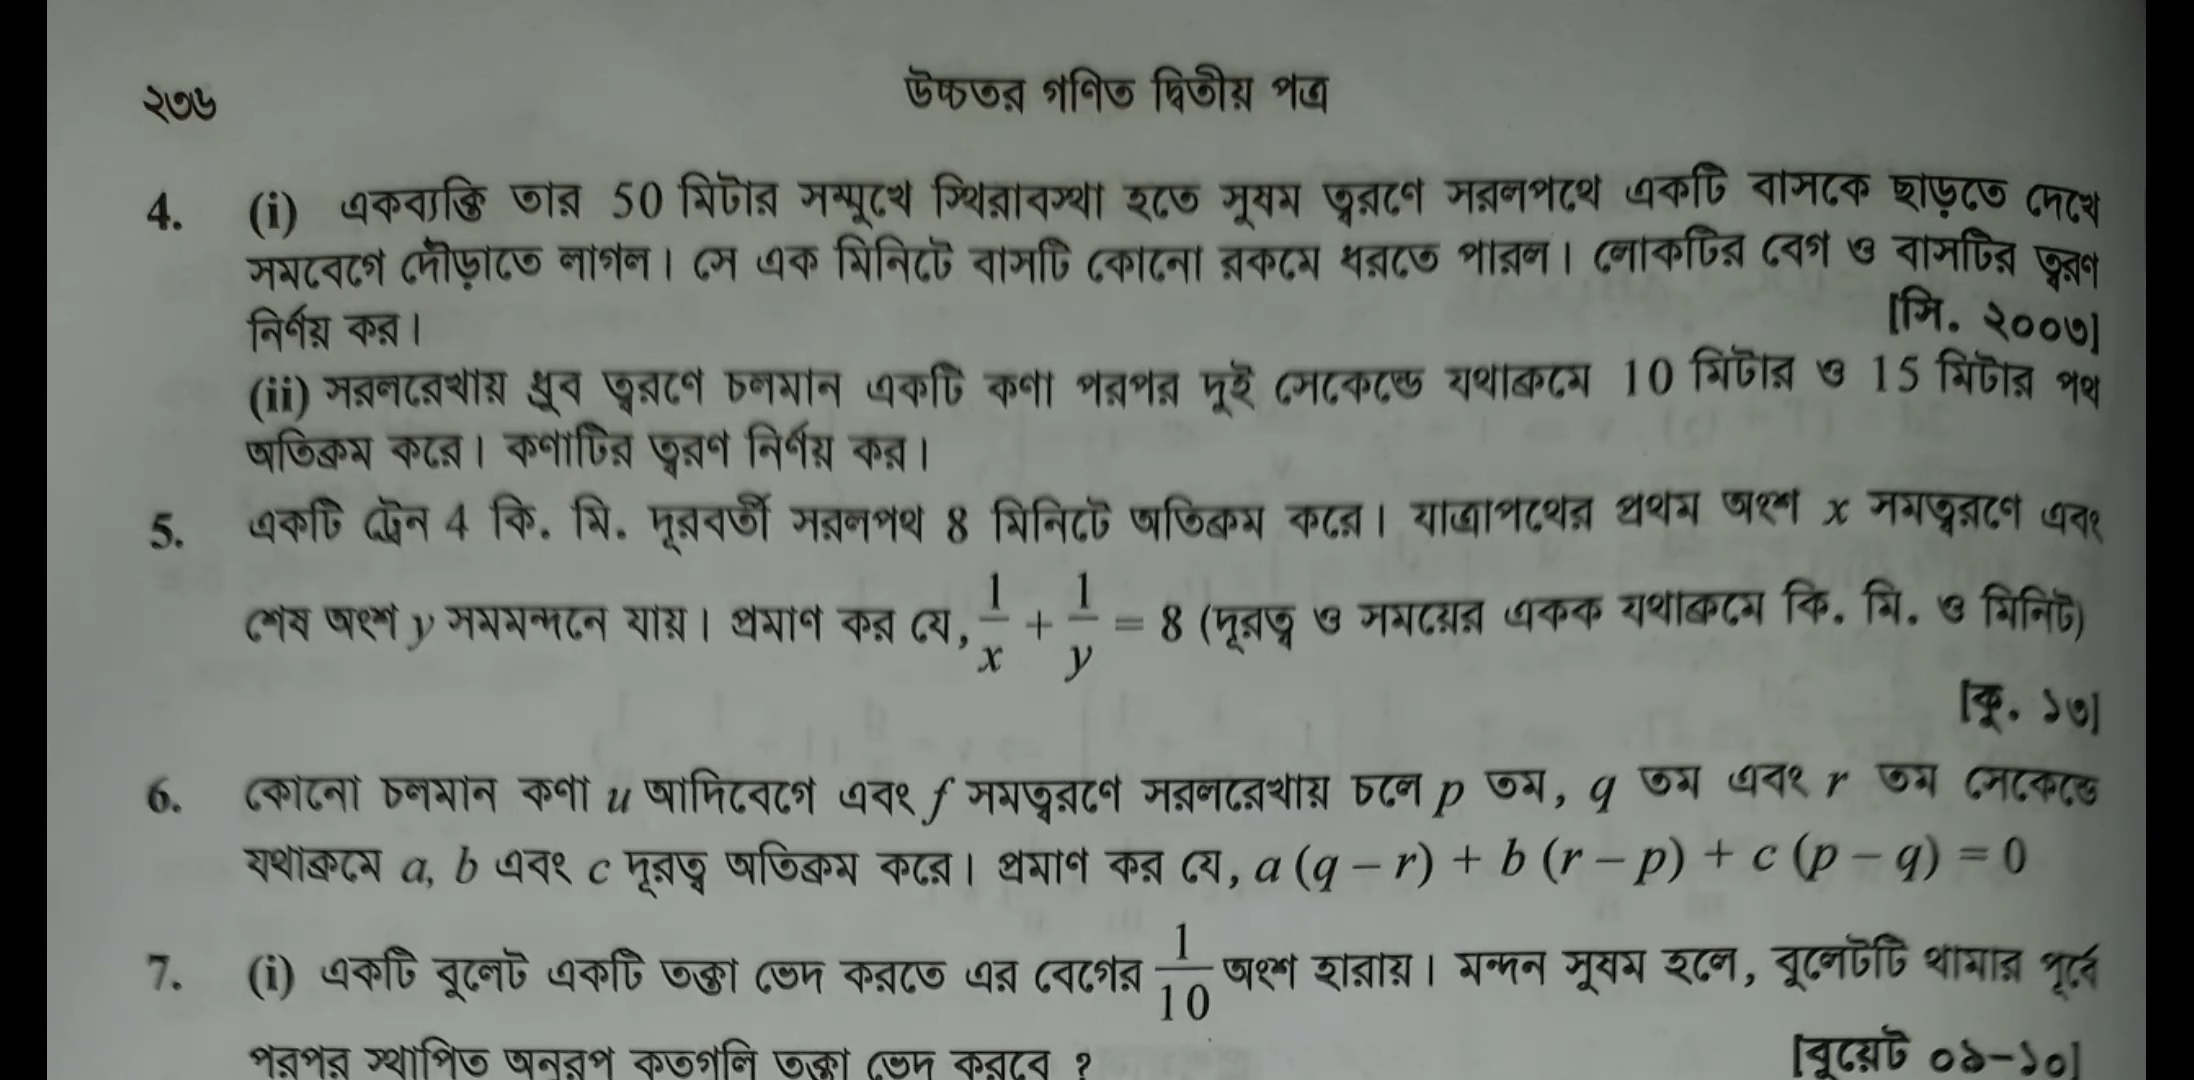 ২৩৬
উচ্চতর গণিত দ্বিতীয় পত্র
4. (i) একব্যক্তি তার 50 মিটার সম্মুখে স্থিরাবস্থা হতে সুষম ত্বরণে সরলপথে একটি বাসকে ছাড়তে দেখে
সমবেগে দৌঁড়াতে লাগল। সে এক মিনিটে বাসটি কোনো রকমে ধরতে পারল। লোকটির বেগ ও বাসটির ত্বরণ
নির্ণয় কর।
[সি. ২০০৩]
(ii) সরলরেখায় ধ্রুব ত্বরণে চলমান একটি কণা পরপর দুই সেকেন্ডে যথাক্রমে 10 মিটার ও 15 মিটার পথ
অতিক্রম করে। কণাটির ত্বরণ নির্ণয় কর।
5. একটি ট্রেন 4 কি. মি. দূরবর্তী সরলপথ 8 মিনিটে অতিক্রম করে। যাত্রাপথের প্রথম অংশ x সমত্বরণে এবং
শেষ অংশ y সমমন্দনে যায়। প্রমাণ কর যে, 1/x + 1/y = 8 (দূরত্ব ও সময়ের একক যথাক্রমে কি. মি. ও মিনিট)
[কু. ১৩]
6. কোনো চলমান কণা u আদিবেগে এবং f সমত্বরণে সরলরেখায় চলে p তম, q তম এবং r তম সেকেন্ডে
যথাক্রমে a, b এবং c দূরত্ব অতিক্রম করে। প্রমাণ কর যে, a (q – r) + b (r – p) + c (p – q) = 0
7. (i) একটি বুলেট একটি তক্তা ভেদ করতে এর বেগের 1/10 অংশ হারায়। মন্দন সুষম হলে, বুলেটটি থামার পূর্বে
পরপর স্থাপিত অনুরূপ কতগুলি তক্তা ভেদ করবে ?
[বুয়েট ০৯–১০]